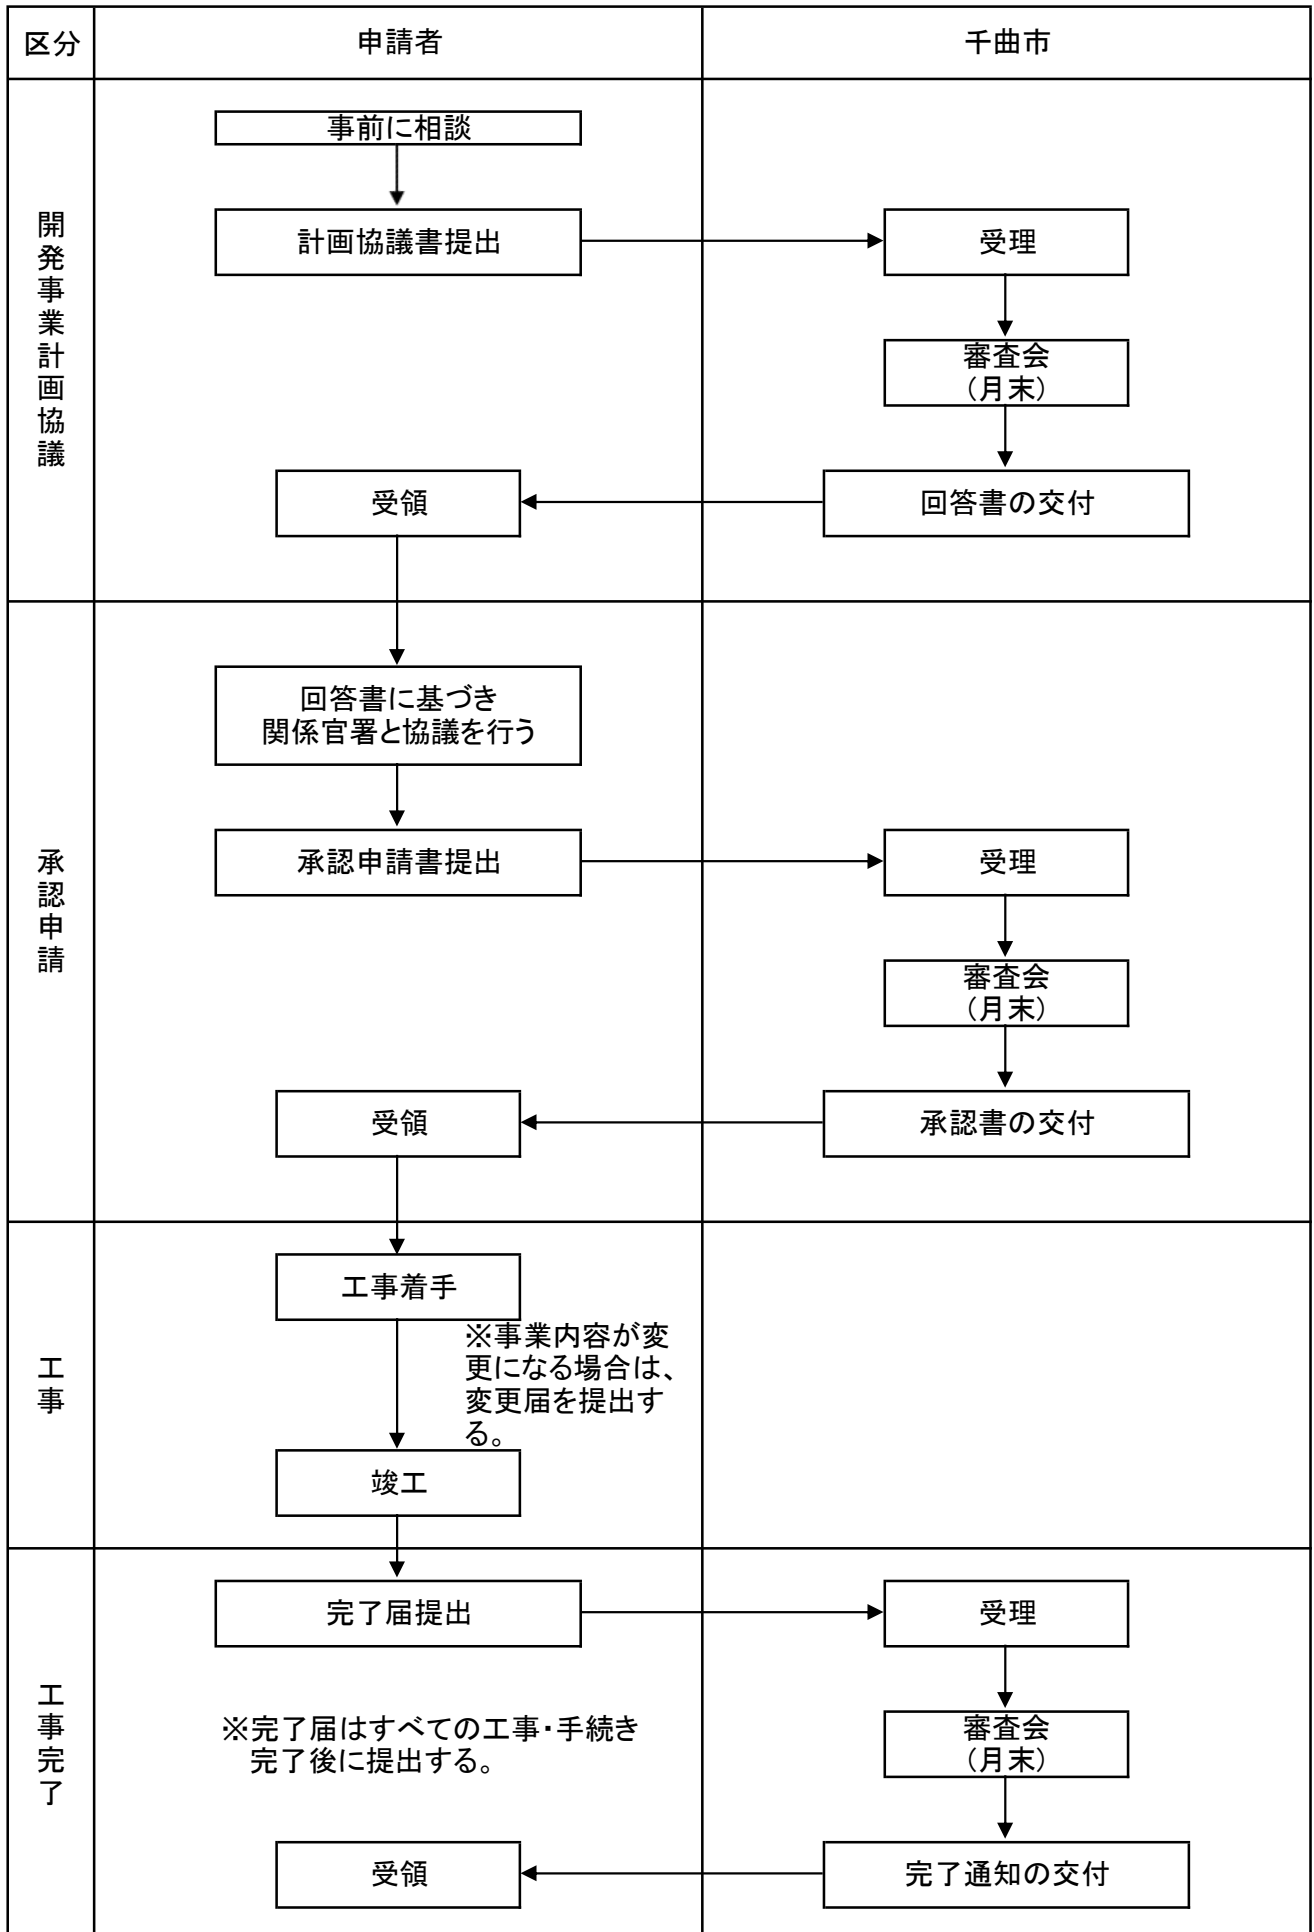 区分
申請者
千曲市
開発事業計画協議
事前に相談
計画協議書提出
受理
審査会
（月末）
回答書の交付
受領
承認申請
回答書に基づき
関係官署と協議を行う
承認申請書提出
受理
審査会
（月末）
承認書の交付
受領
工事
工事着手
※事業内容が変
更になる場合は、
変更届を提出す
る。
竣工
工事完了
完了届提出
受理
※完了届はすべての工事・手続き
完了後に提出する。
審査会
（月末）
完了通知の交付
受領